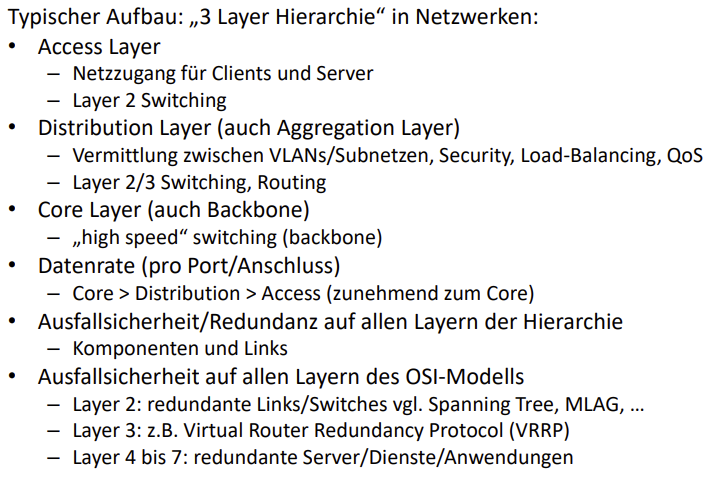 Typischer Aufbau: „3 Layer Hierarchie“ in Netzwerken:
• Access Layer
– Netzzugang für Clients und Server
– Layer 2 Switching
• Distribution Layer (auch Aggregation Layer)
– Vermittlung zwischen VLANs/Subnetzen, Security, Load-Balancing, QoS
– Layer 2/3 Switching, Routing
• Core Layer (auch Backbone)
– „high speed“ switching (backbone)
• Datenrate (pro Port/Anschluss)
– Core > Distribution > Access (zunehmend zum Core)
• Ausfallsicherheit/Redundanz auf allen Layern der Hierarchie
– Komponenten und Links
• Ausfallsicherheit auf allen Layern des OSI-Modells
– Layer 2: redundante Links/Switches vgl. Spanning Tree, MLAG, …
– Layer 3: z.B. Virtual Router Redundancy Protocol (VRRP)
– Layer 4 bis 7: redundante Server/Dienste/Anwendungen